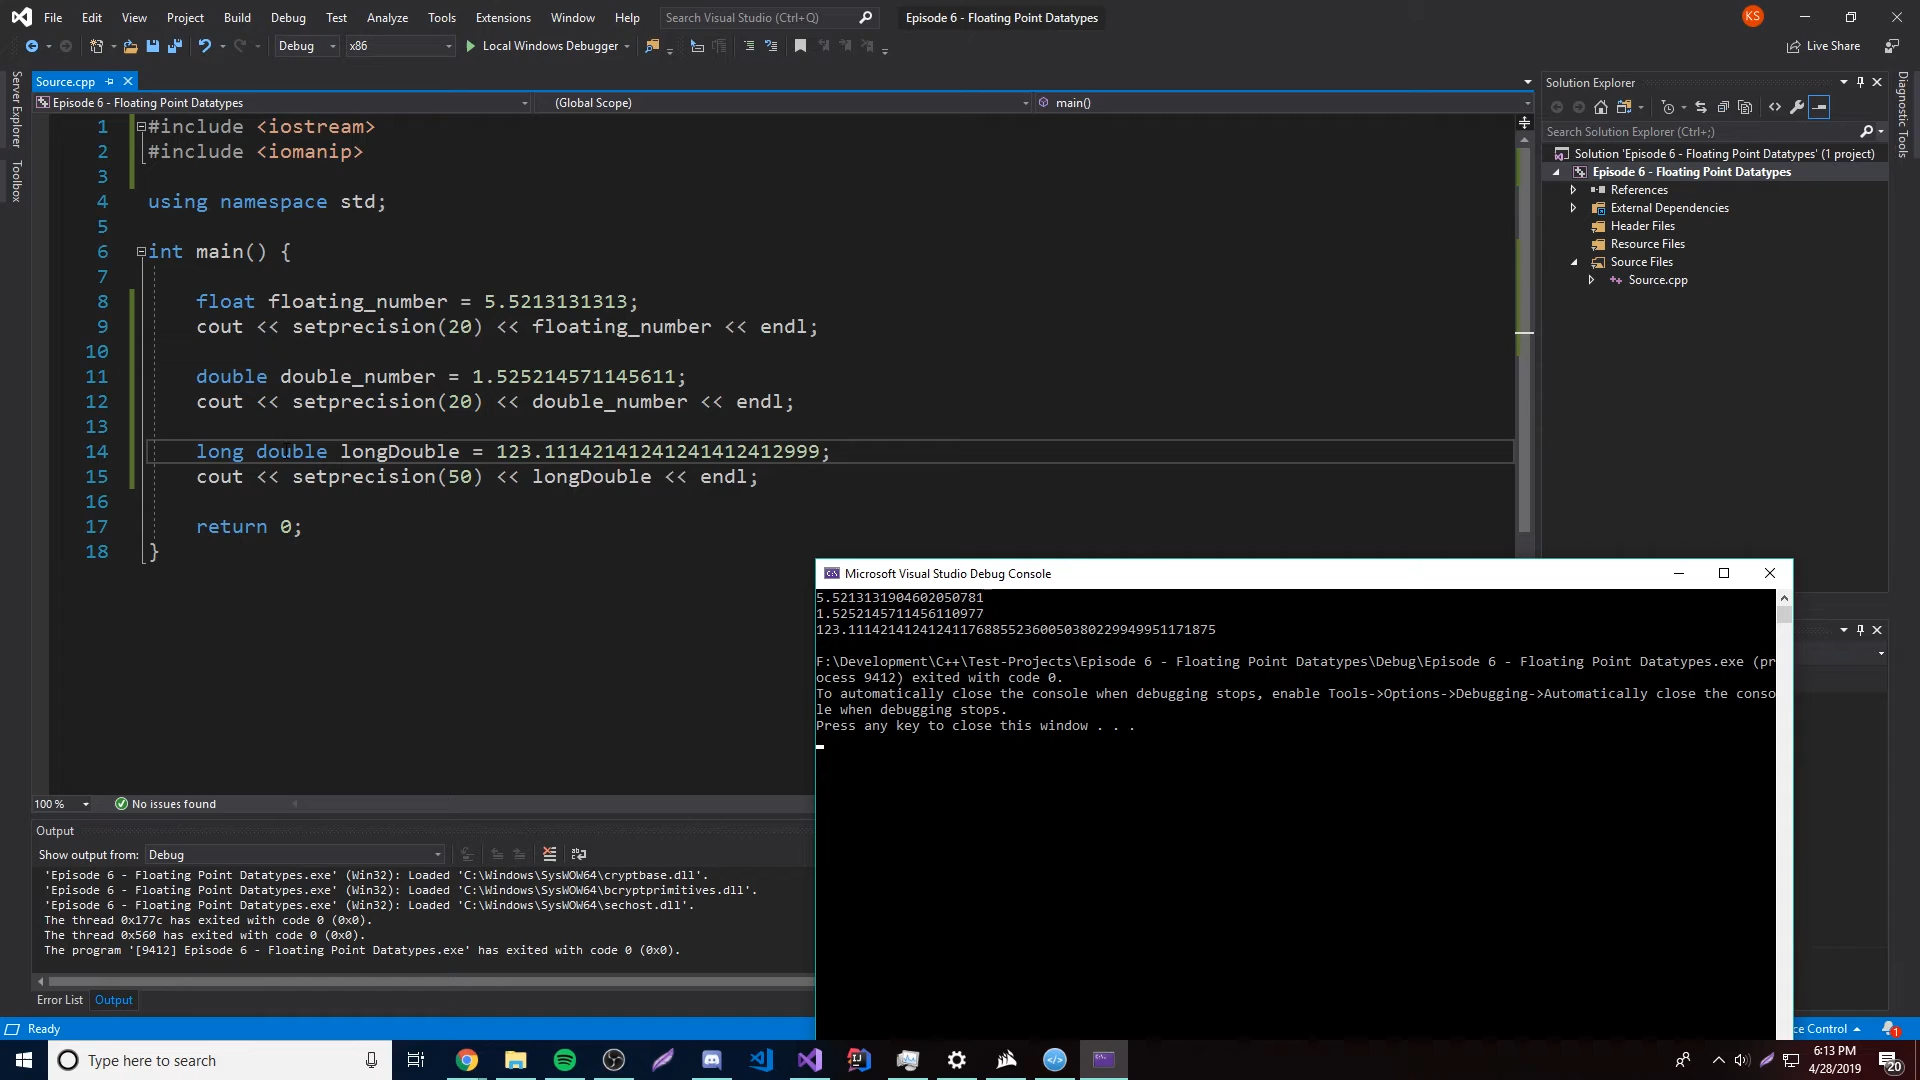 File Edit View Project Build Debug Test Analyze Tools Extensions Window Help Search Visual Studio (Ctrl+Q) Episode 6 - Floating Point Datatypes KS
Debug x86 Local Windows Debugger Live Share
Server Explorer
Toolbox
Source.cpp
Episode 6 - Floating Point Datatypes (Global Scope) main()
1 #include <iostream>
2 #include <iomanip>
3
4 using namespace std;
5
6 int main() {
7
8 float floating_number = 5.5213131313;
9 cout << setprecision(20) << floating_number << endl;
10
11 double double_number = 1.525214571145611;
12 cout << setprecision(20) << double_number << endl;
13
14 long double longDouble = 123.11142141241241412412999;
15 cout << setprecision(50) << longDouble << endl;
16
17 return 0;
18 }
100 % No issues found
Output
Show output from: Debug
'Episode 6 - Floating Point Datatypes.exe' (Win32): Loaded 'C:\Windows\SysWOW64\cryptbase.dll'.
'Episode 6 - Floating Point Datatypes.exe' (Win32): Loaded 'C:\Windows\SysWOW64\bcryptprimitives.dll'.
'Episode 6 - Floating Point Datatypes.exe' (Win32): Loaded 'C:\Windows\SysWOW64\sechost.dll'.
The thread 0x177c has exited with code 0 (0x0).
The thread 0x560 has exited with code 0 (0x0).
The program '[9412] Episode 6 - Floating Point Datatypes.exe' has exited with code 0 (0x0).
Error List Output
Ready
Solution Explorer
Search Solution Explorer (Ctrl+;)
Solution 'Episode 6 - Floating Point Datatypes' (1 project)
Episode 6 - Floating Point Datatypes
References
External Dependencies
Header Files
Resource Files
Source Files
Source.cpp
Diagnostic Tools
Microsoft Visual Studio Debug Console
5.5213131904602050781
1.5252145711456110977
123.11142141241241176885523600503802299499511​71875
F:\Development\C++\Test-Projects\Episode 6 - Floating Point Datatypes\Debug\Episode 6 - Floating Point Datatypes.exe (pr
ocess 9412) exited with code 0.
To automatically close the console when debugging stops, enable Tools->Options->Debugging->Automatically close the conso
le when debugging stops.
Press any key to close this window . . .
ce Control 1
Type here to search
6:13 PM
4/28/2019
20